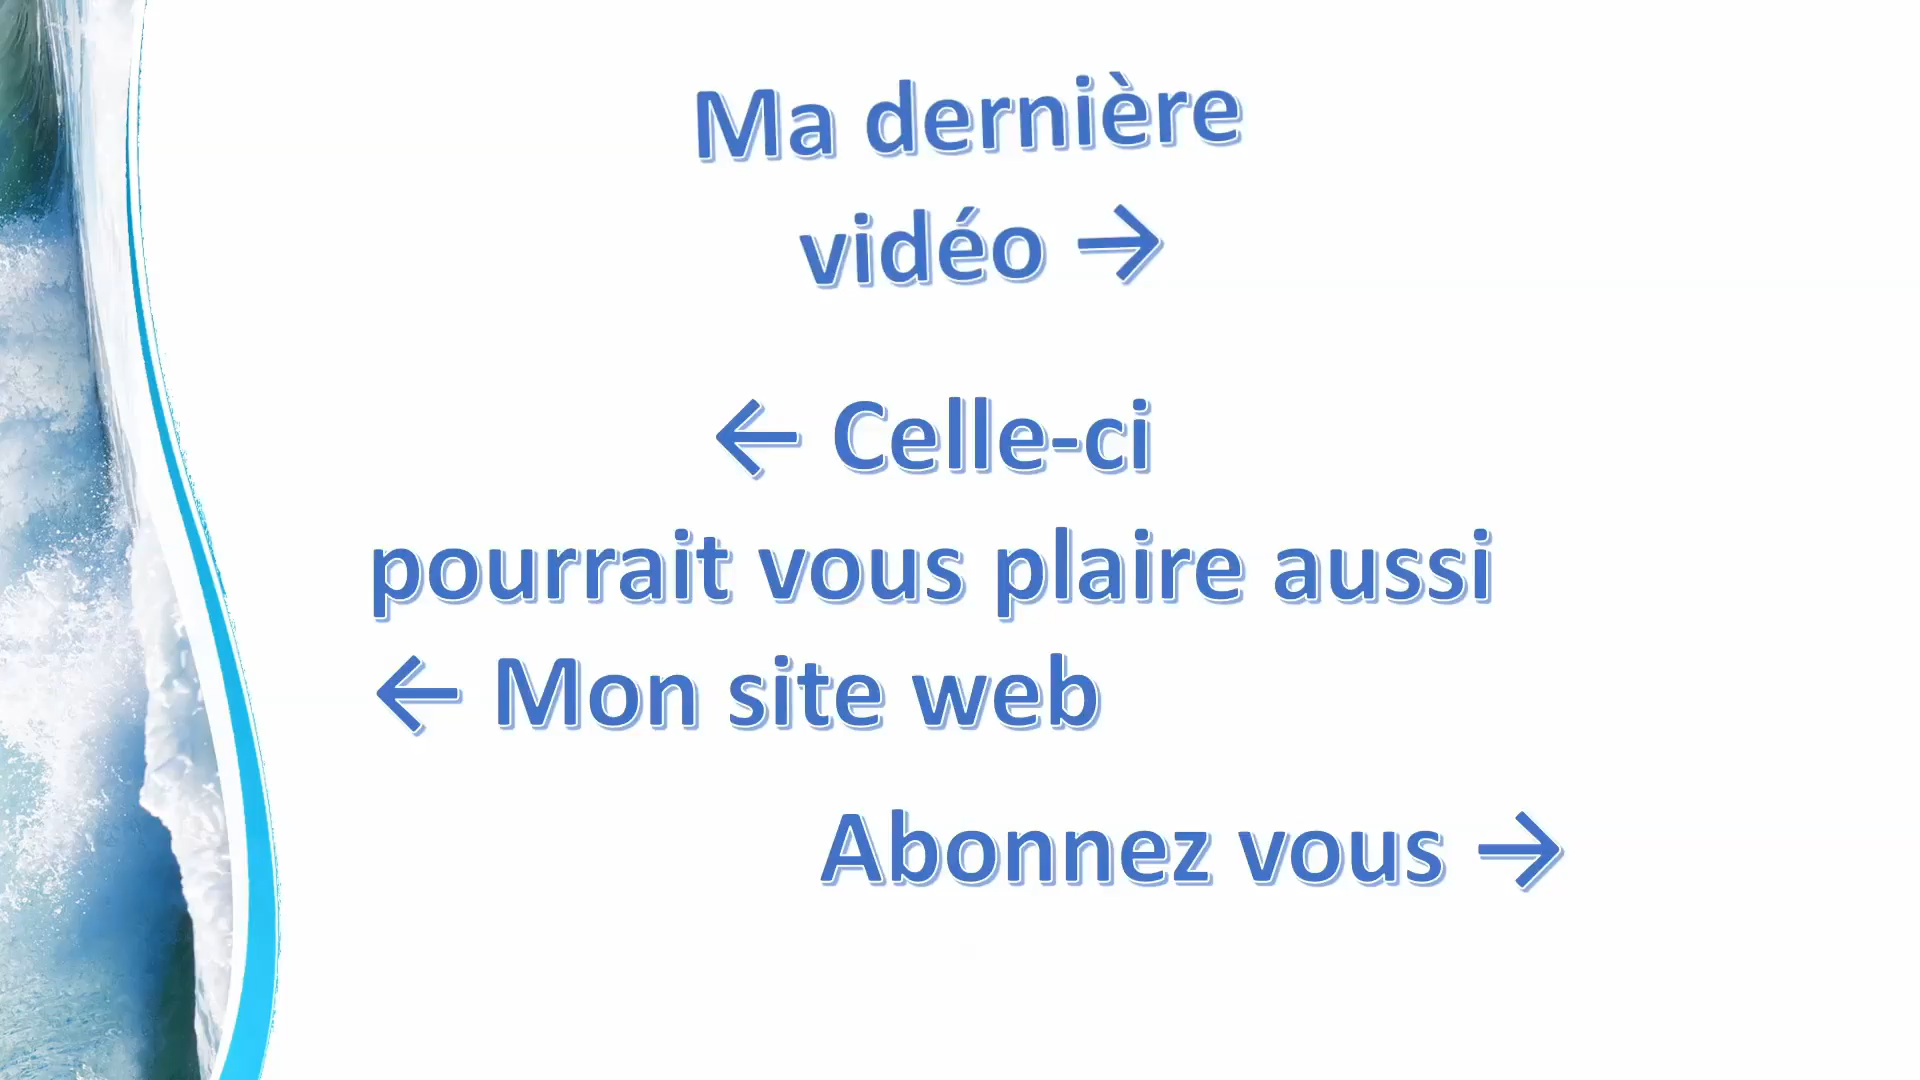 Ma dernière
vidéo →
← Celle-ci
pourrait vous plaire aussi
← Mon site web
Abonnez vous →